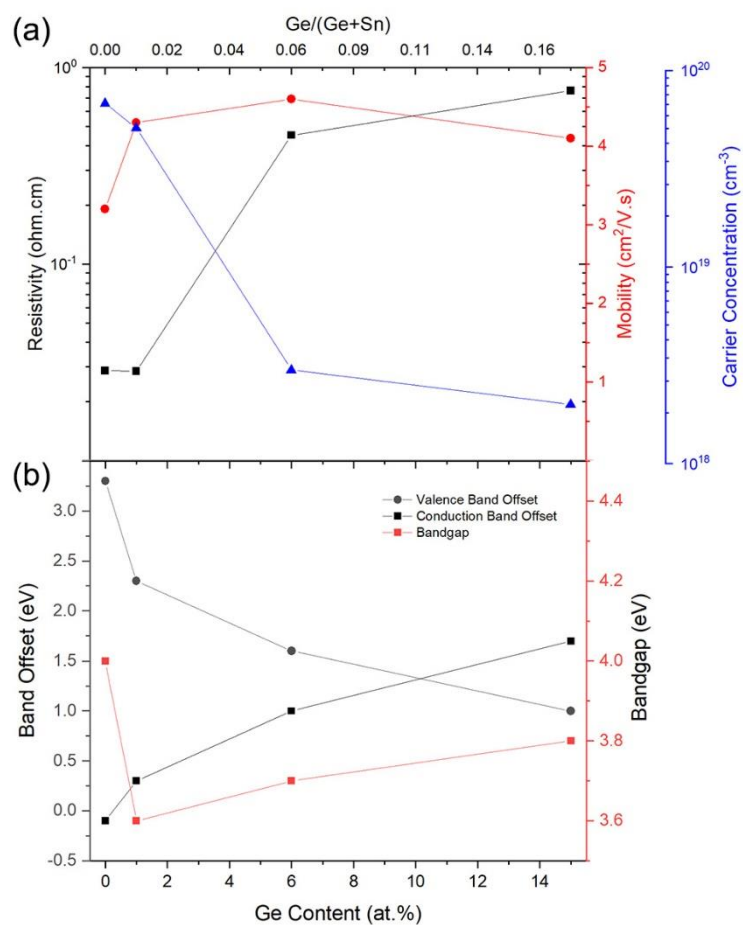 (a)
Ge/(Ge+Sn)
0.00 0.02 0.04 0.06 0.09 0.11 0.13 0.16
Resistivity (ohm.cm)
10⁰
10⁻¹
Mobility (cm²/V.s)
5
4
3
2
1
Carrier Concentration (cm⁻³)
10²⁰
10¹⁹
10¹⁸
(b)
Valence Band Offset
Conduction Band Offset
Bandgap
Band Offset (eV)
3.0
2.5
2.0
1.5
1.0
0.5
0.0
-0.5
Bandgap (eV)
4.4
4.2
4.0
3.8
3.6
0 2 4 6 8 10 12 14
Ge Content (at.%)